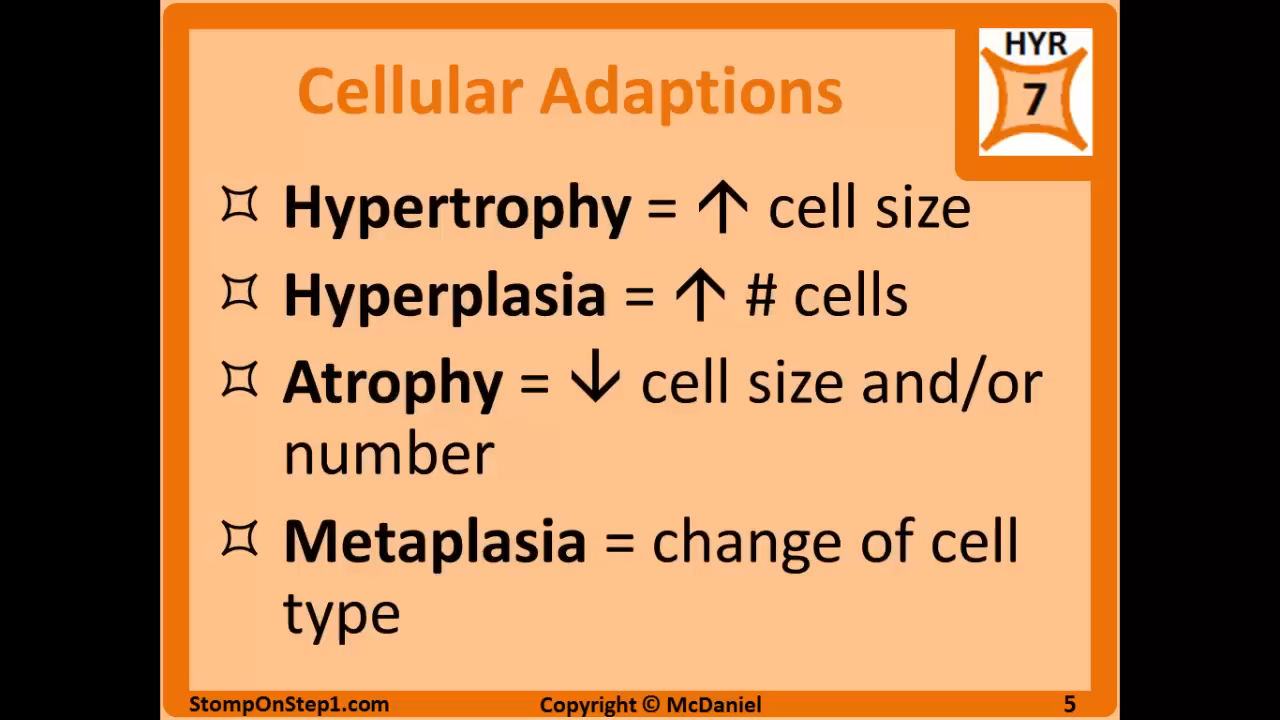 Cellular Adaptions
HYR
7
Hypertrophy = ↑ cell size
Hyperplasia = ↑ # cells
Atrophy = ↓ cell size and/or
number
Metaplasia = change of cell
type
StompOnStep1.com
Copyright © McDaniel
5